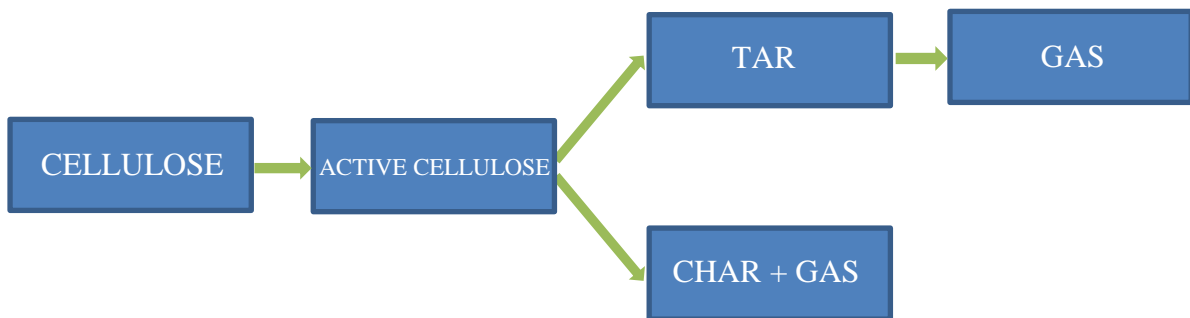 CELLULOSE
ACTIVE CELLULOSE
TAR
GAS
CHAR + GAS